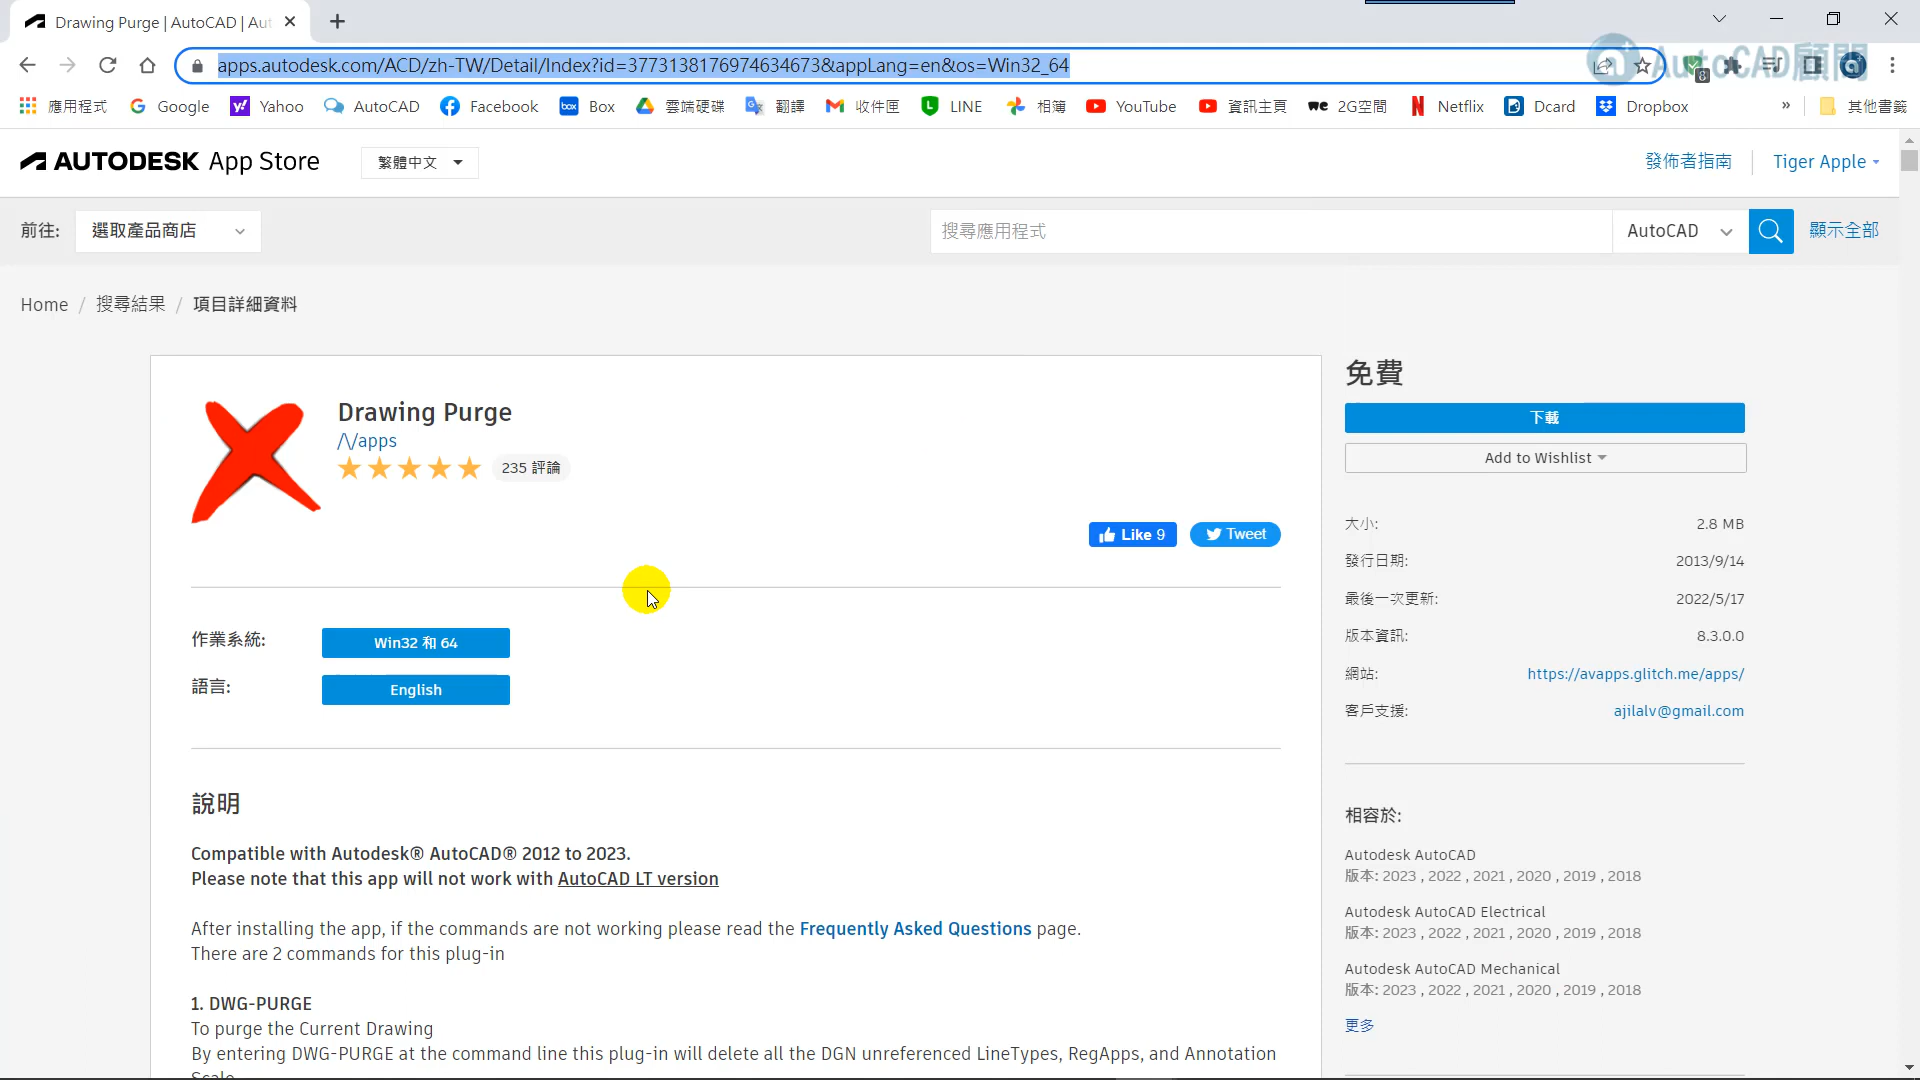 Drawing Purge | AutoCAD | Aut
apps.autodesk.com/ACD/zh-TW/Detail/Index?id=3773138176974634673&appLang=en&os=Win32_64
AutoCAD顧問
應用程式 Google Yahoo AutoCAD Facebook Box 雲端硬碟 翻譯 收件匣 LINE 相簿 YouTube 資訊主頁 2G空間 Netflix Dcard Dropbox » 其他書籤
AUTODESK App Store 繁體中文 發佈者指南 Tiger Apple
前往: 選取產品商店 搜尋應用程式 AutoCAD 顯示全部
Home / 搜尋結果 / 項目詳細資料
Drawing Purge
/\/apps
235 評論
Like 9 Tweet
作業系統: Win32 和 64
語言: English
說明
Compatible with Autodesk® AutoCAD® 2012 to 2023.
Please note that this app will not work with AutoCAD LT version
After installing the app, if the commands are not working please read the Frequently Asked Questions page.
There are 2 commands for this plug-in
1. DWG-PURGE
To purge the Current Drawing
By entering DWG-PURGE at the command line this plug-in will delete all the DGN unreferenced LineTypes, RegApps, and Annotation
Scale
免費
下載
Add to Wishlist
大小: 2.8 MB
發行日期: 2013/9/14
最後一次更新: 2022/5/17
版本資訊: 8.3.0.0
網站: https://avapps.glitch.me/apps/
客戶支援: ajilalv@gmail.com
相容於:
Autodesk AutoCAD
版本: 2023 , 2022 , 2021 , 2020 , 2019 , 2018
Autodesk AutoCAD Electrical
版本: 2023 , 2022 , 2021 , 2020 , 2019 , 2018
Autodesk AutoCAD Mechanical
版本: 2023 , 2022 , 2021 , 2020 , 2019 , 2018
更多